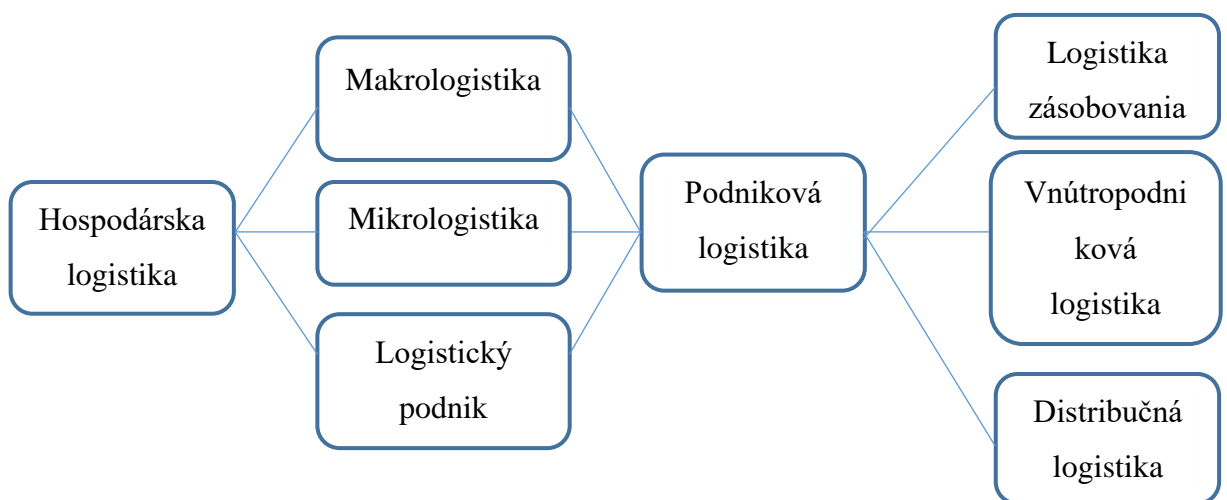 Hospodárska
logistika
Makrologistika
Mikrologistika
Logistický
podnik
Podniková
logistika
Logistika
zásobovania
Vnútropodni
ková
logistika
Distribučná
logistika